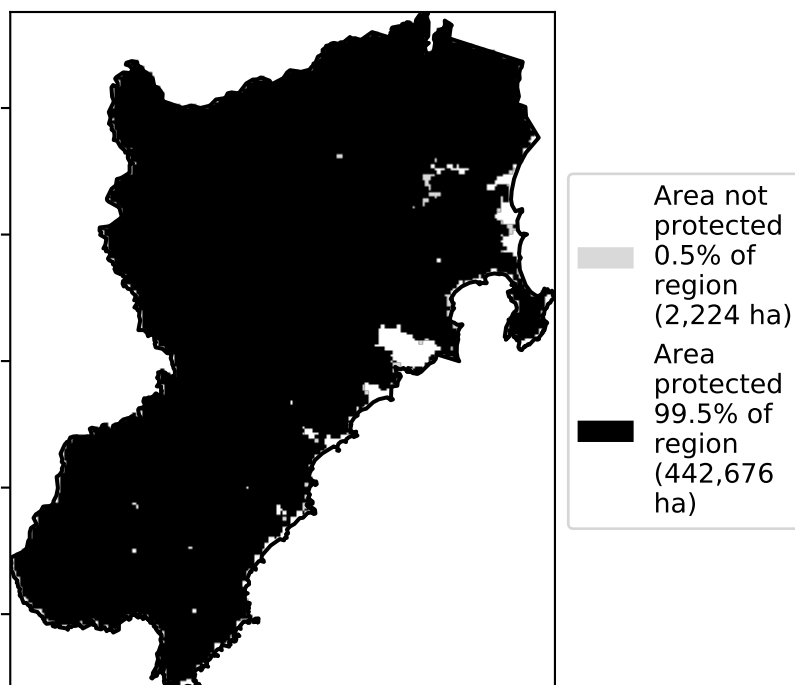 Area not
protected
0.5% of
region
(2,224 ha)
Area
protected
99.5% of
region
(442,676
ha)